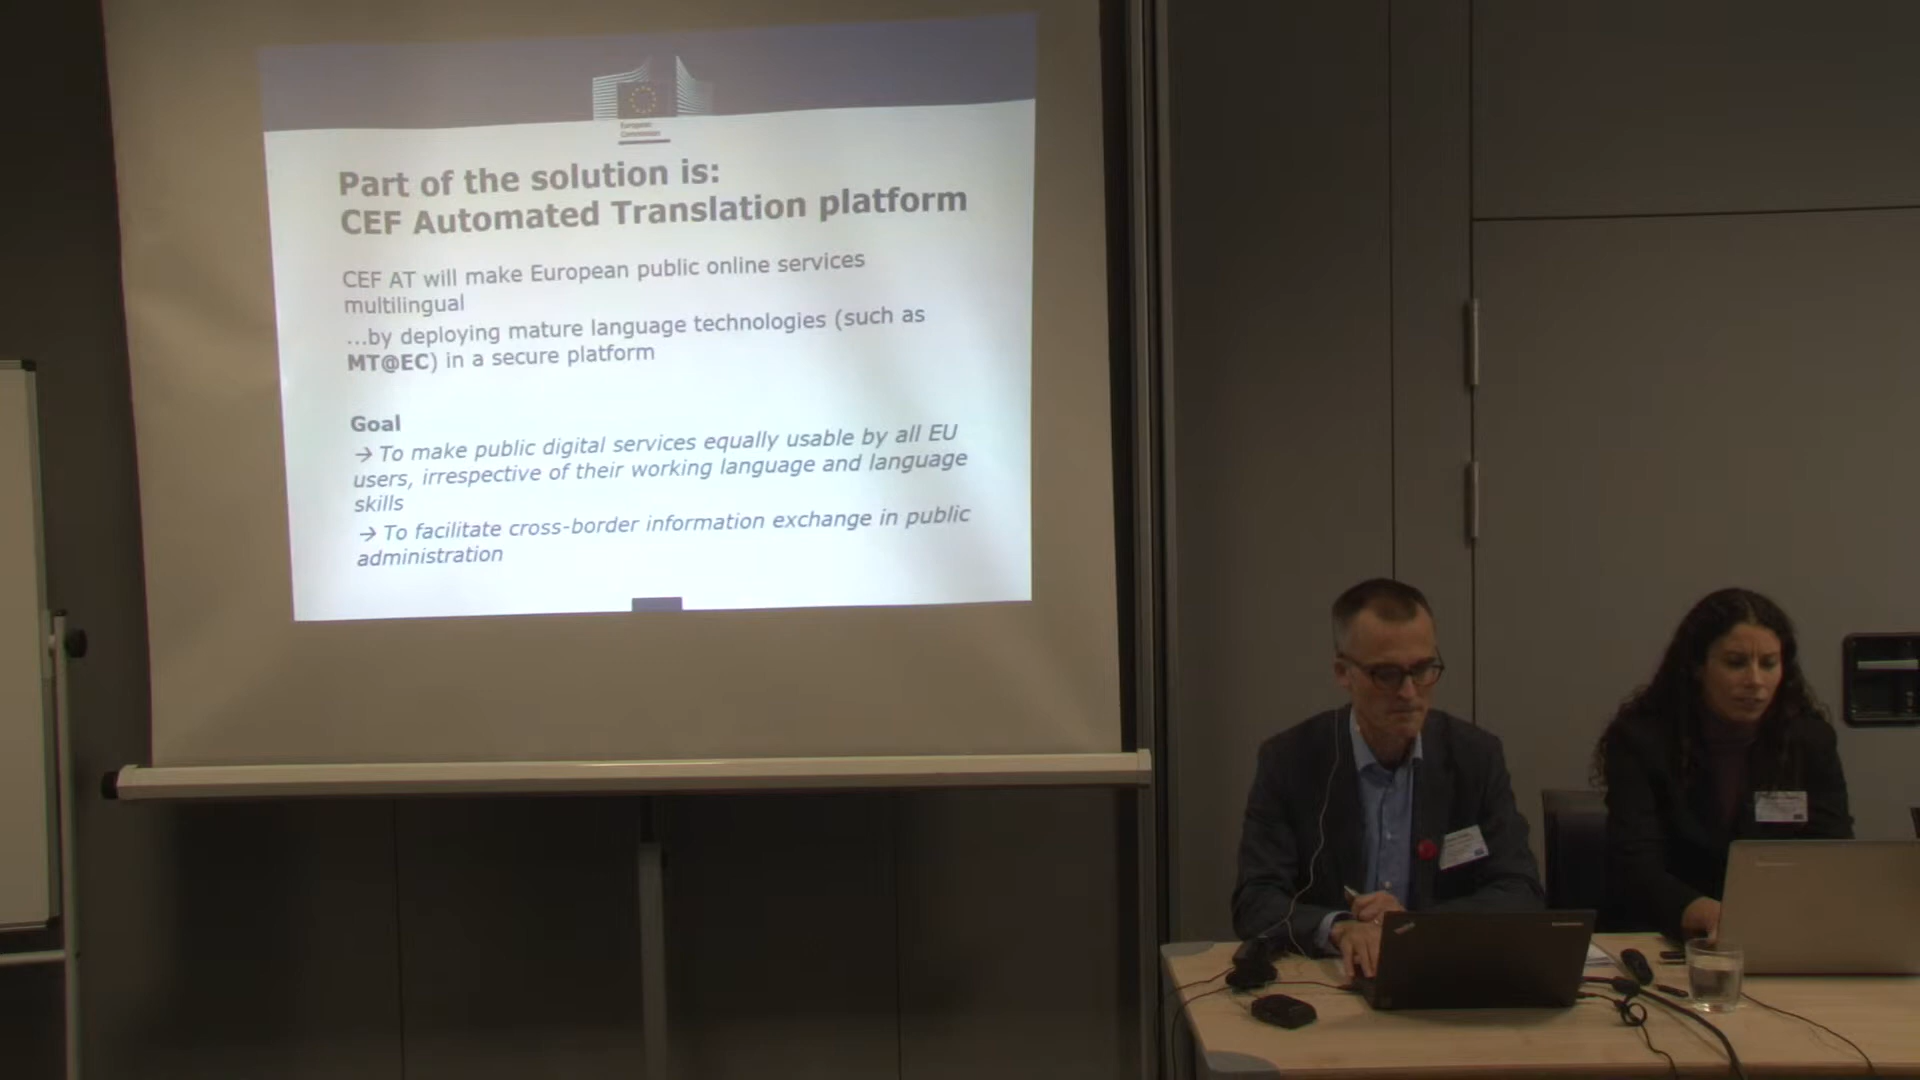 European
Commission
Part of the solution is:
CEF Automated Translation platform
CEF AT will make European public online services
multilingual
...by deploying mature language technologies (such as
MT@EC) in a secure platform
Goal
→ To make public digital services equally usable by all EU
users, irrespective of their working language and language
skills
→ To facilitate cross-border information exchange in public
administration